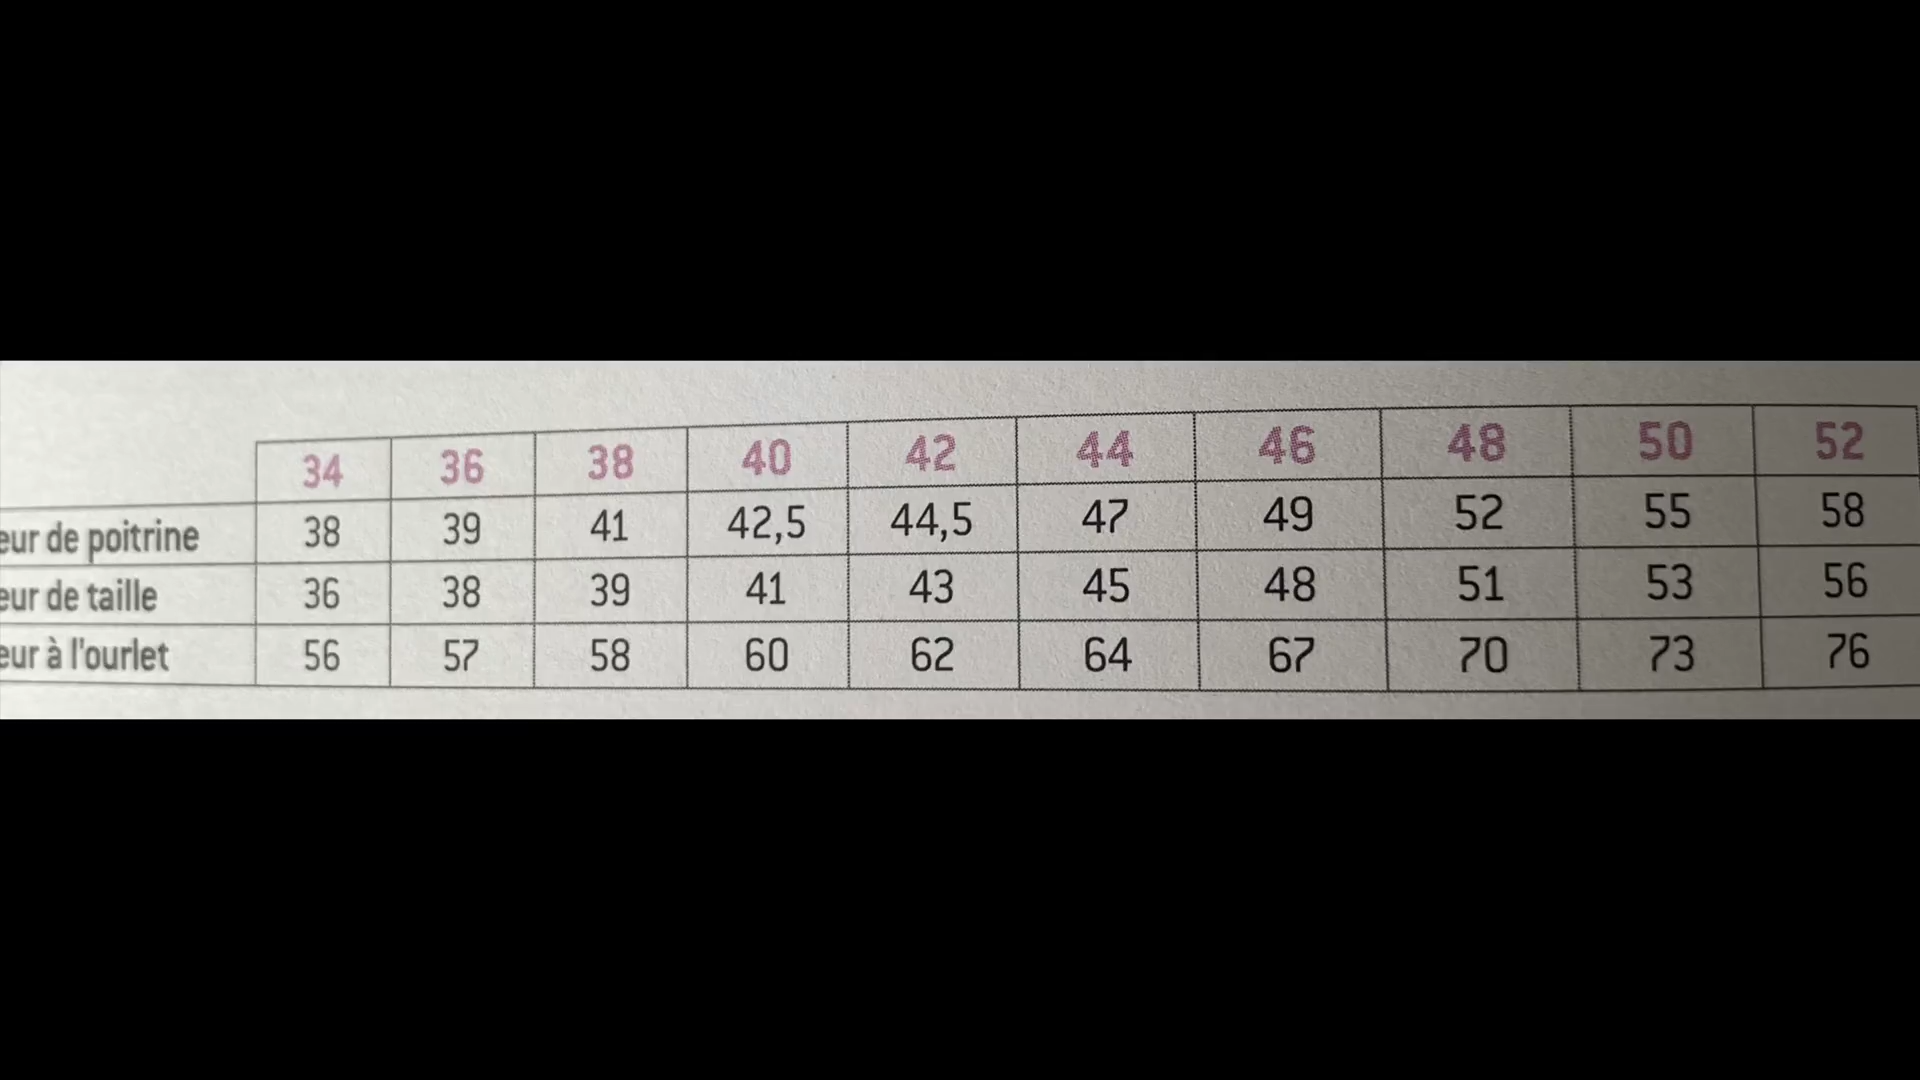 34 36 38 40 42 44 46 48 50 52
eur de poitrine 38 39 41 42,5 44,5 47 49 52 55 58
eur de taille 36 38 39 41 43 45 48 51 53 56
eur à l'ourlet 56 57 58 60 62 64 67 70 73 76